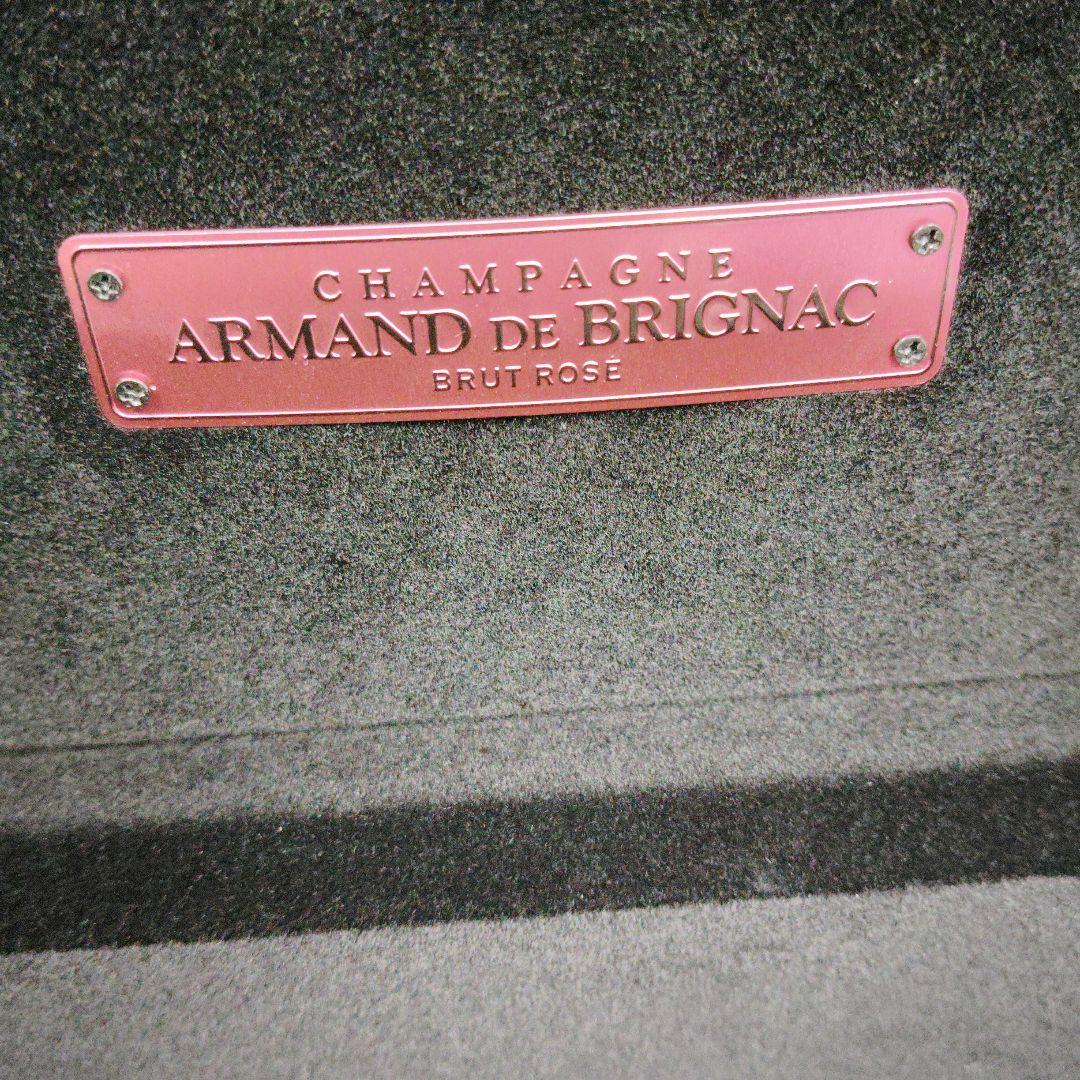 CHAMPAGNE
ARMAND DE BRIGNAC
BRUT ROSÉ